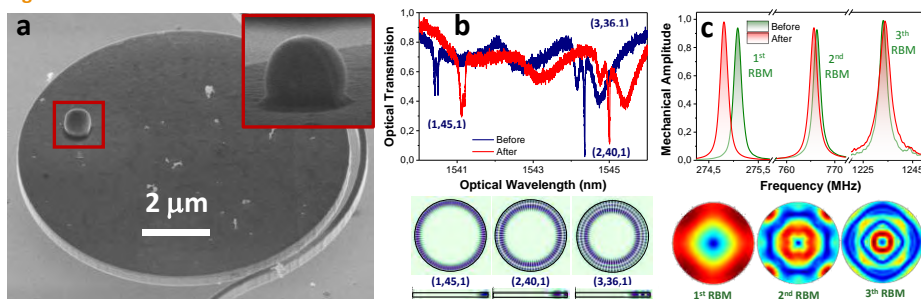 a
2 μm
b
(3,36.1)
1,0
0,8
0,6
0,4
0,2
0,0
Optical Transmission
(1,45,1)
(2,40,1)
Before
After
1541
1543
1545
Optical Wavelength (nm)
(1,45,1)
(2,40,1)
(3,36,1)
c
Before
After
1st RBM
2nd RBM
3th RBM
1,0
0,8
0,6
0,4
0,2
0,0
Mechanical Amplitude
274,5
275,5
760
770
1225
1245
Frequency (MHz)
1st RBM
2nd RBM
3th RBM